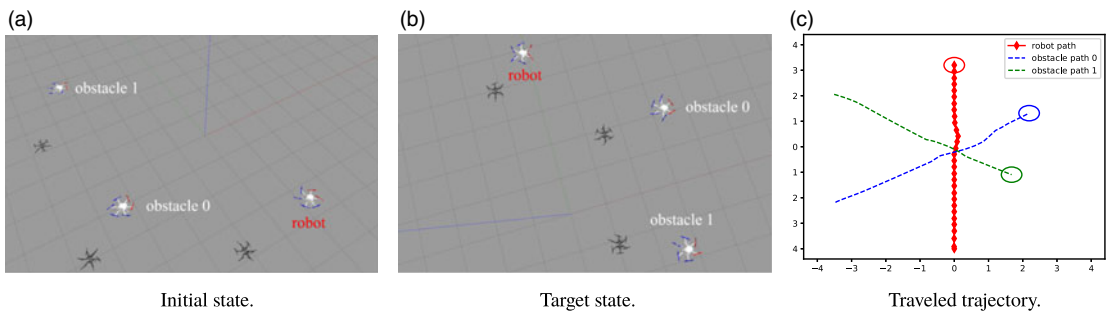 (a)
obstacle 1
obstacle 0
robot
Initial state.
(b)
robot
obstacle 0
obstacle 1
Target state.
(c)
robot path
obstacle path 0
obstacle path 1
4
3
2
1
0
1
2
3
4
−4 −3 −2 −1 0 1 2 3 4
Traveled trajectory.